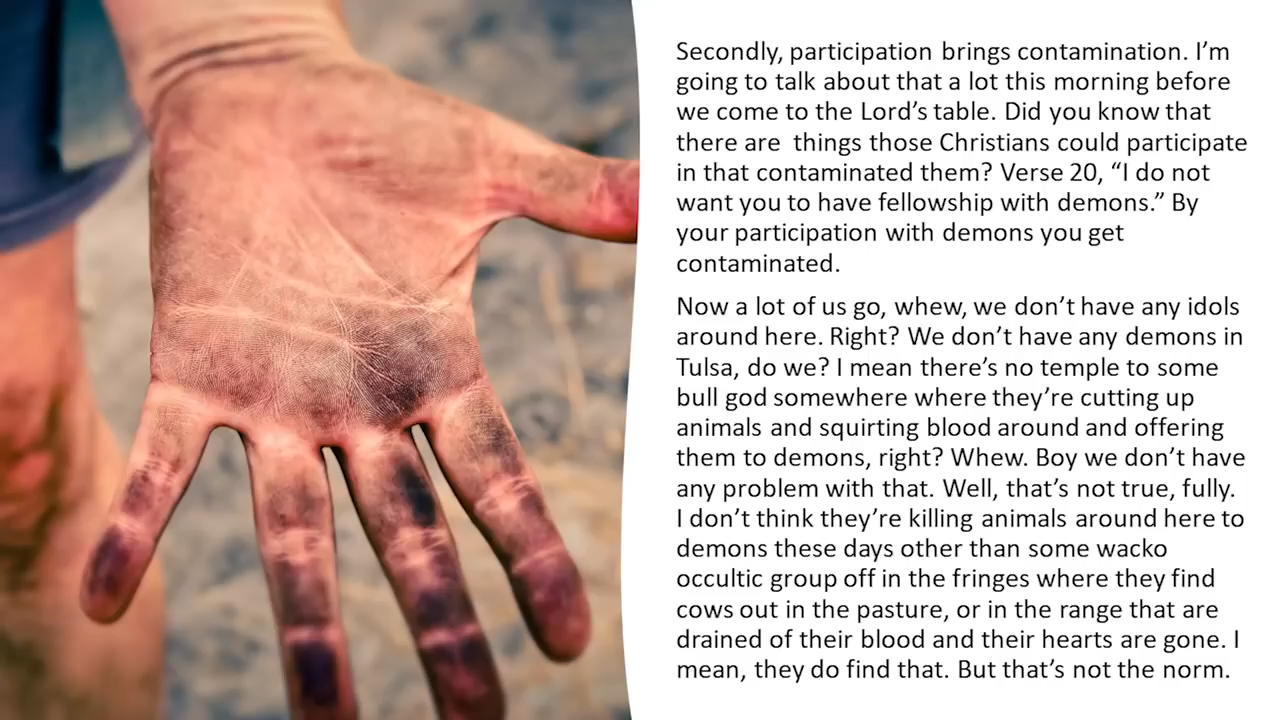 Secondly, participation brings contamination. I’m
going to talk about that a lot this morning before
we come to the Lord’s table. Did you know that
there are  things those Christians could participate
in that contaminated them? Verse 20, “I do not
want you to have fellowship with demons.” By
your participation with demons you get
contaminated.
Now a lot of us go, whew, we don’t have any idols
around here. Right? We don’t have any demons in
Tulsa, do we? I mean there’s no temple to some
bull god somewhere where they’re cutting up
animals and squirting blood around and offering
them to demons, right? Whew. Boy we don’t have
any problem with that. Well, that’s not true, fully.
I don’t think they’re killing animals around here to
demons these days other than some wacko
occultic group off in the fringes where they find
cows out in the pasture, or in the range that are
drained of their blood and their hearts are gone. I
mean, they do find that. But that’s not the norm.